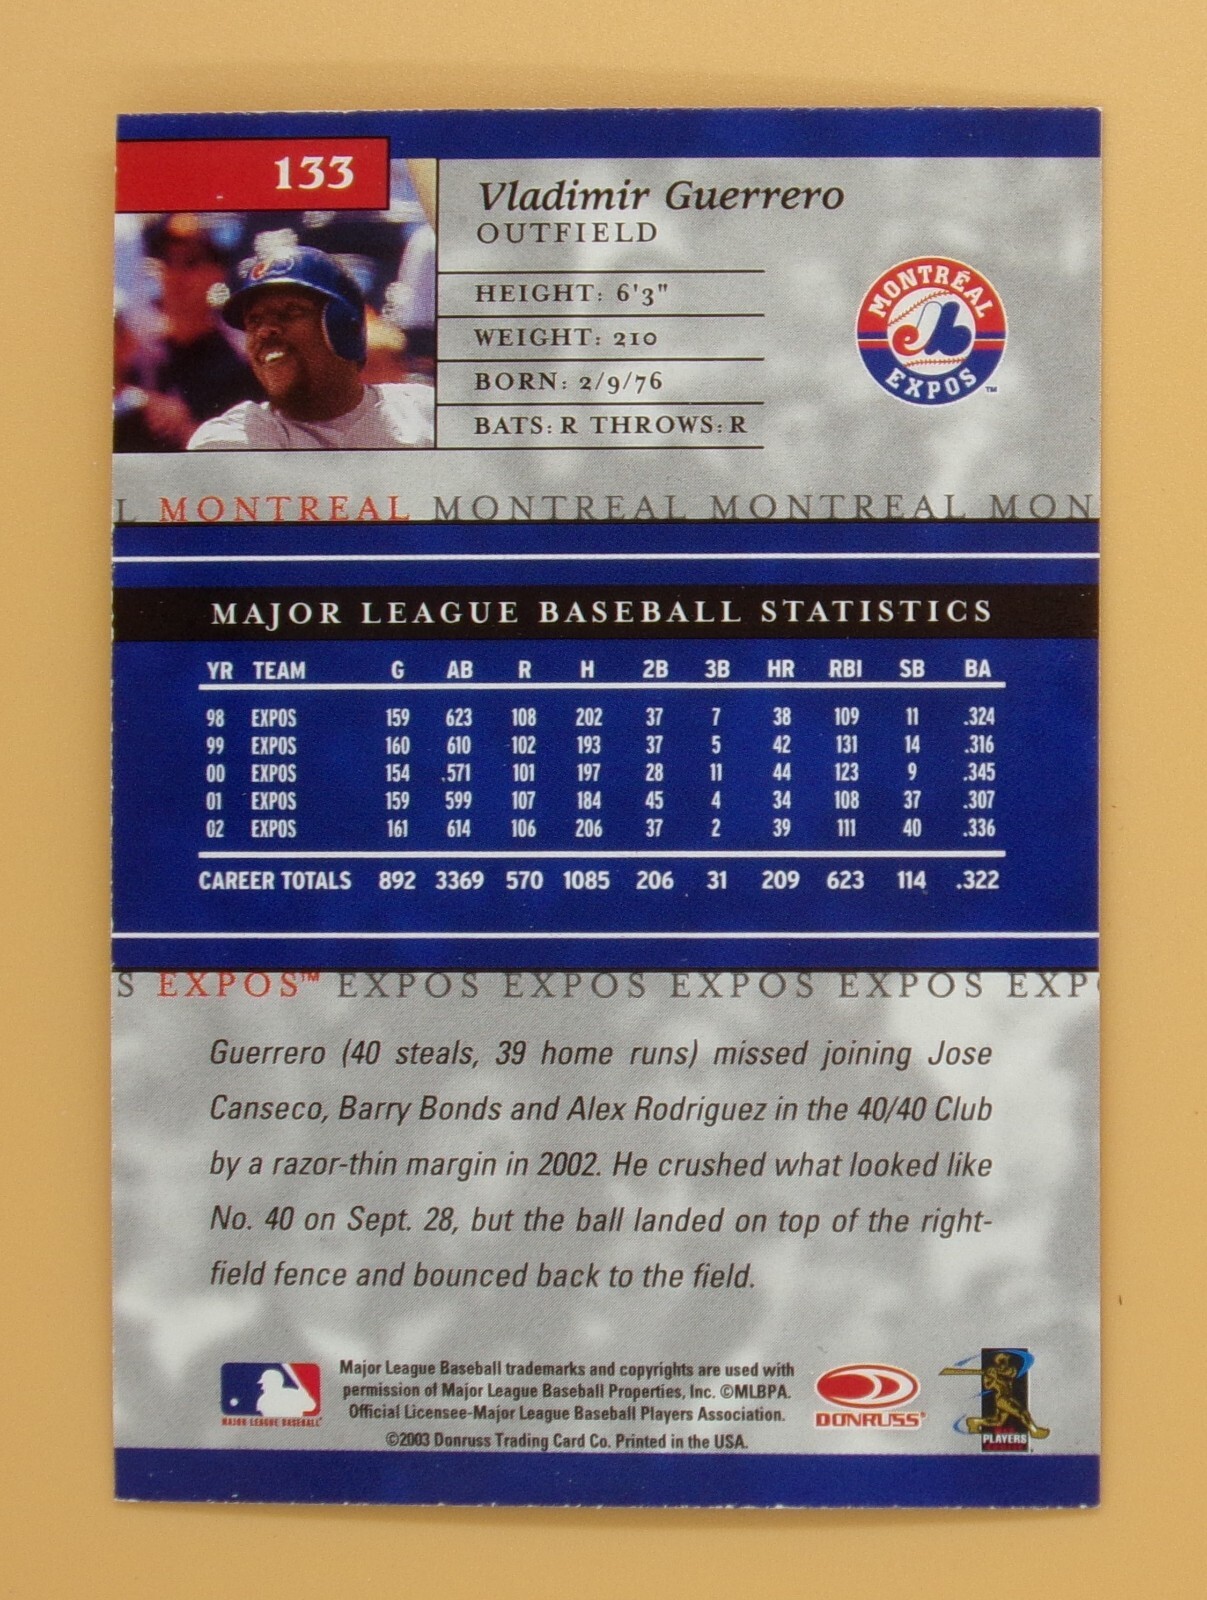 133
Vladimir Guerrero
OUTFIELD
HEIGHT: 6'3"
WEIGHT: 210
BORN: 2/9/76
BATS: R THROWS: R
MONTRÉAL
EXPOS™
L MONTREAL MONTREAL MONTREAL MON
MAJOR LEAGUE BASEBALL STATISTICS
YR TEAM G AB R H 2B 3B HR RBI SB BA
98 EXPOS 159 623 108 202 37 7 38 109 11 .324
99 EXPOS 160 610 102 193 37 5 42 131 14 .316
00 EXPOS 154 .571 101 197 28 11 44 123 9 .345
01 EXPOS 159 599 107 184 45 4 34 108 37 .307
02 EXPOS 161 614 106 206 37 2 39 111 40 .336
CAREER TOTALS 892 3369 570 1085 206 31 209 623 114 .322
S EXPOS™ EXPOS EXPOS EXPOS EXPOS EXP
Guerrero (40 steals, 39 home runs) missed joining Jose
Canseco, Barry Bonds and Alex Rodriguez in the 40/40 Club
by a razor-thin margin in 2002. He crushed what looked like
No. 40 on Sept. 28, but the ball landed on top of the right-
field fence and bounced back to the field.
MAJOR LEAGUE BASEBALL
Major League Baseball trademarks and copyrights are used with
permission of Major League Baseball Properties, Inc. ©MLBPA.
Official Licensee-Major League Baseball Players Association.
©2003 Donruss Trading Card Co. Printed in the USA.
DONRUSS®
PLAYERS